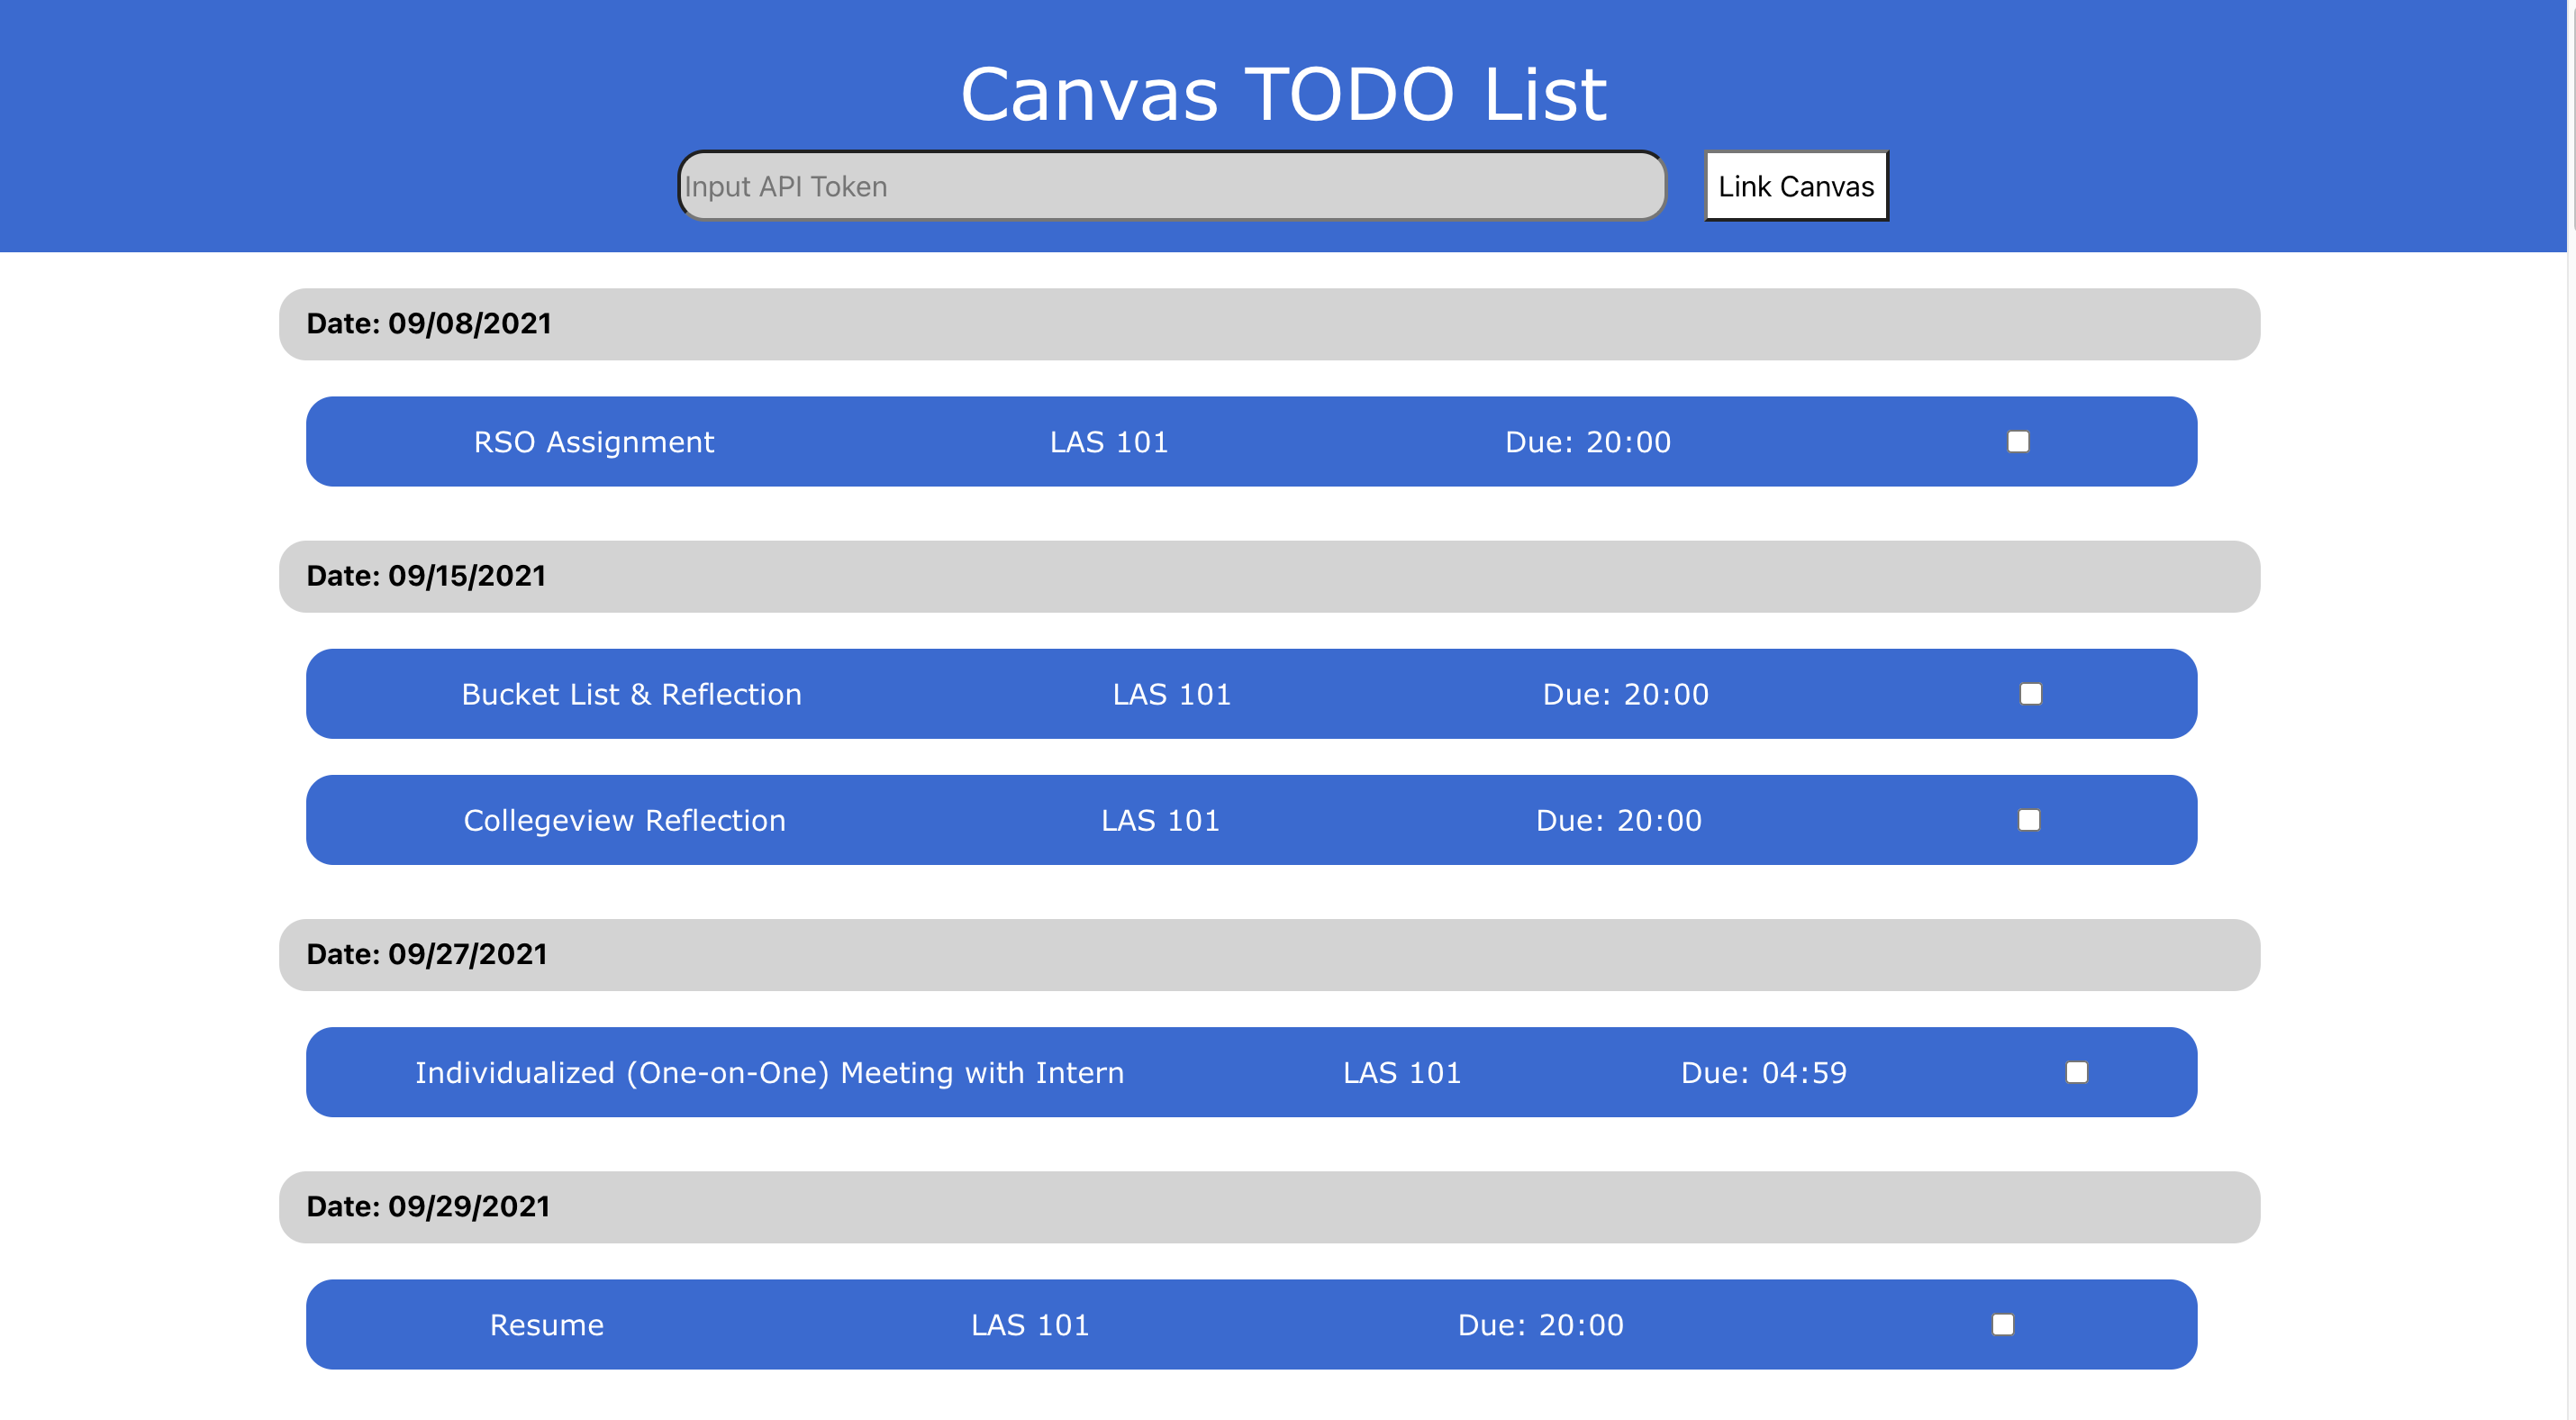 Canvas TODO List
Input API Token Link Canvas
Date: 09/08/2021
RSO Assignment LAS 101 Due: 20:00
Date: 09/15/2021
Bucket List & Reflection LAS 101 Due: 20:00
Collegeview Reflection LAS 101 Due: 20:00
Date: 09/27/2021
Individualized (One-on-One) Meeting with Intern LAS 101 Due: 04:59
Date: 09/29/2021
Resume LAS 101 Due: 20:00